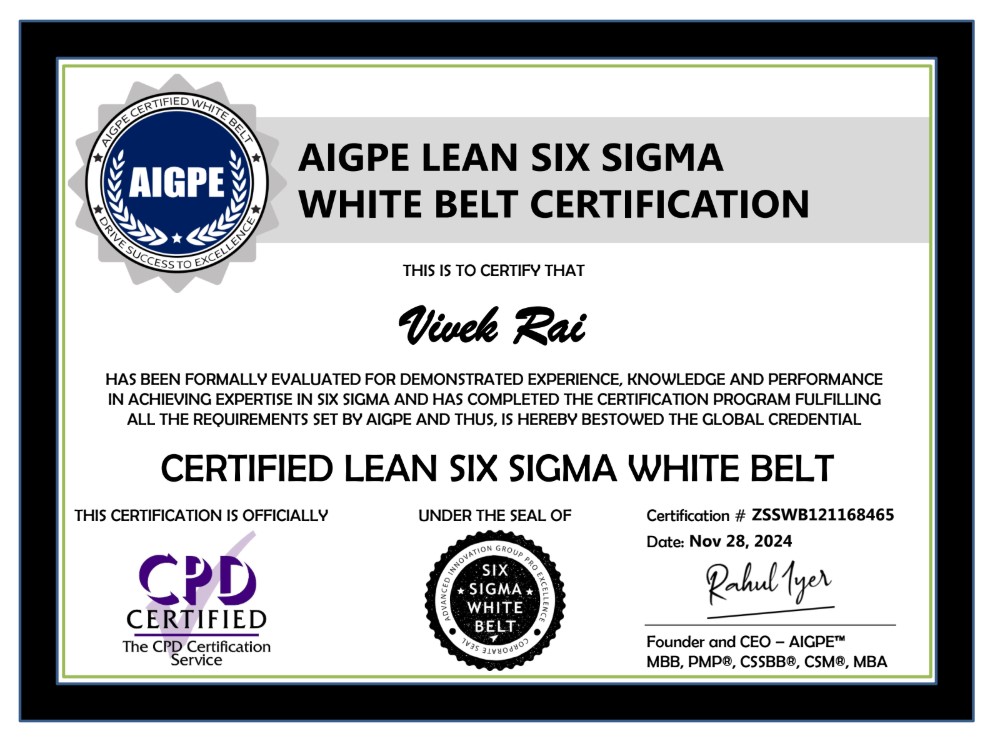 AIGPE CERTIFIED WHITE BELT
AIGPE
DRIVE SUCCESS TO EXCELLENCE
AIGPE LEAN SIX SIGMA
WHITE BELT CERTIFICATION
THIS IS TO CERTIFY THAT
Vivek Rai
HAS BEEN FORMALLY EVALUATED FOR DEMONSTRATED EXPERIENCE, KNOWLEDGE AND PERFORMANCE
IN ACHIEVING EXPERTISE IN SIX SIGMA AND HAS COMPLETED THE CERTIFICATION PROGRAM FULFILLING
ALL THE REQUIREMENTS SET BY AIGPE AND THUS, IS HEREBY BESTOWED THE GLOBAL CREDENTIAL
CERTIFIED LEAN SIX SIGMA WHITE BELT
THIS CERTIFICATION IS OFFICIALLY
CPD
CERTIFIED
The CPD Certification
Service
UNDER THE SEAL OF
ADVANCED INNOVATION GROUP PRO EXCELLENCE
SIX
SIGMA
WHITE
BELT
CORPORATE SEAL
Certification # ZSSWB121168465
Date: Nov 28, 2024
Rahul Iyer
Founder and CEO – AIGPE™
MBB, PMP®, CSSBB®, CSM®, MBA